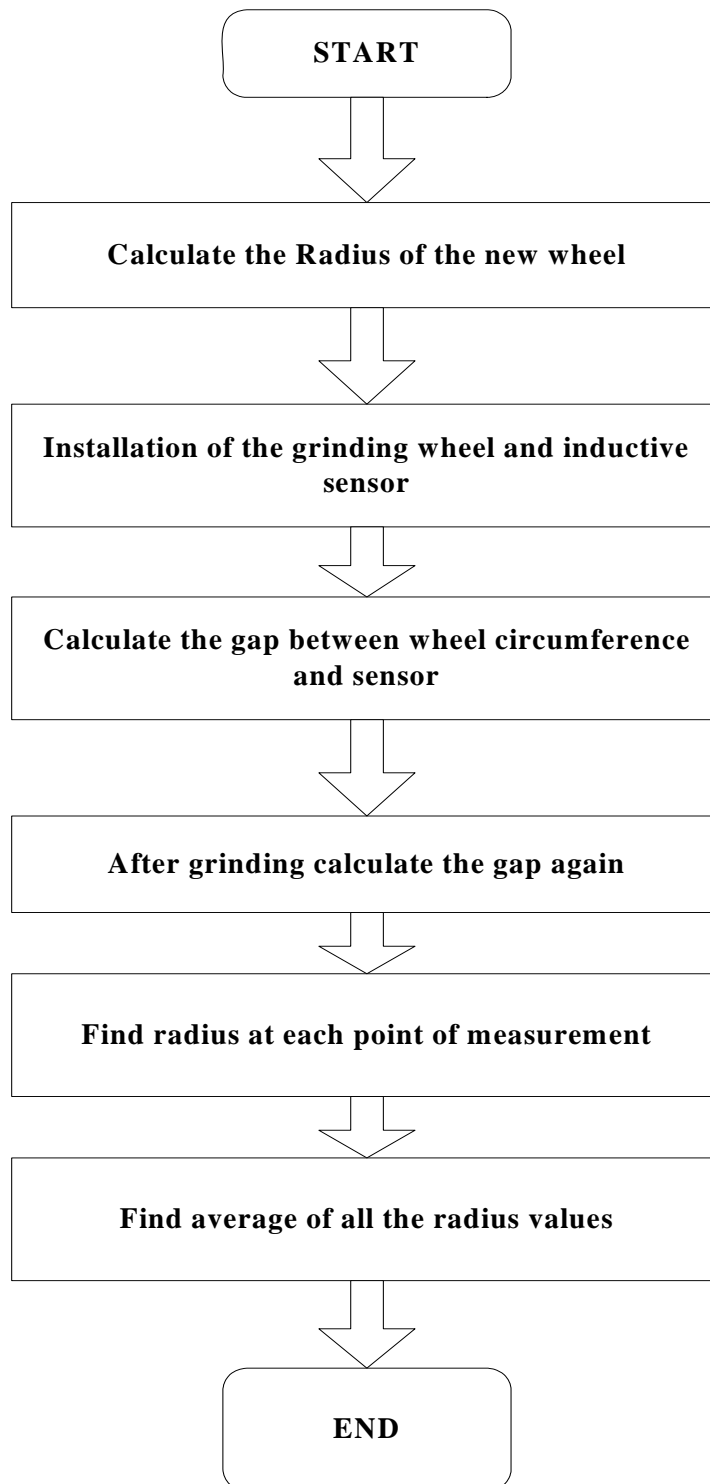 START
Calculate the Radius of the new wheel
Installation of the grinding wheel and inductive
sensor
Calculate the gap between wheel circumference
and sensor
After grinding calculate the gap again
Find radius at each point of measurement
Find average of all the radius values
END